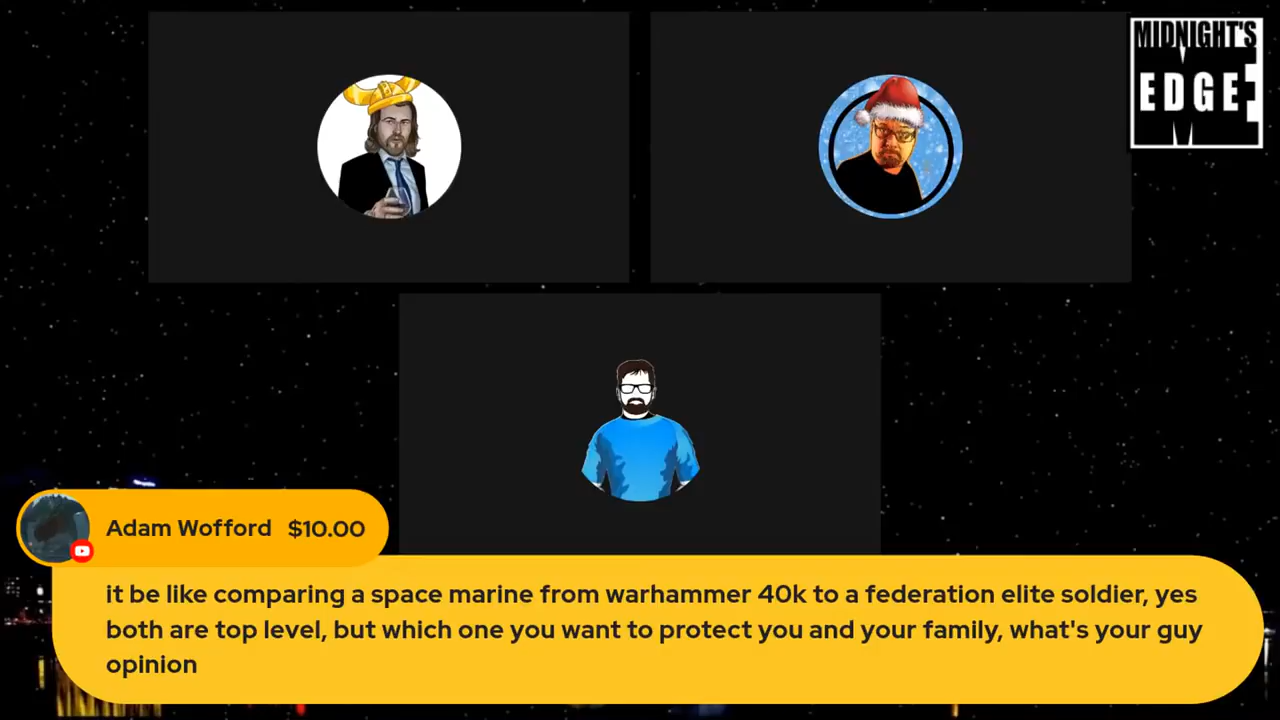 MIDNIGHT'S
EDGE
Adam Wofford $10.00
it be like comparing a space marine from warhammer 40k to a federation elite soldier, yes
both are top level, but which one you want to protect you and your family, what's your guy
opinion